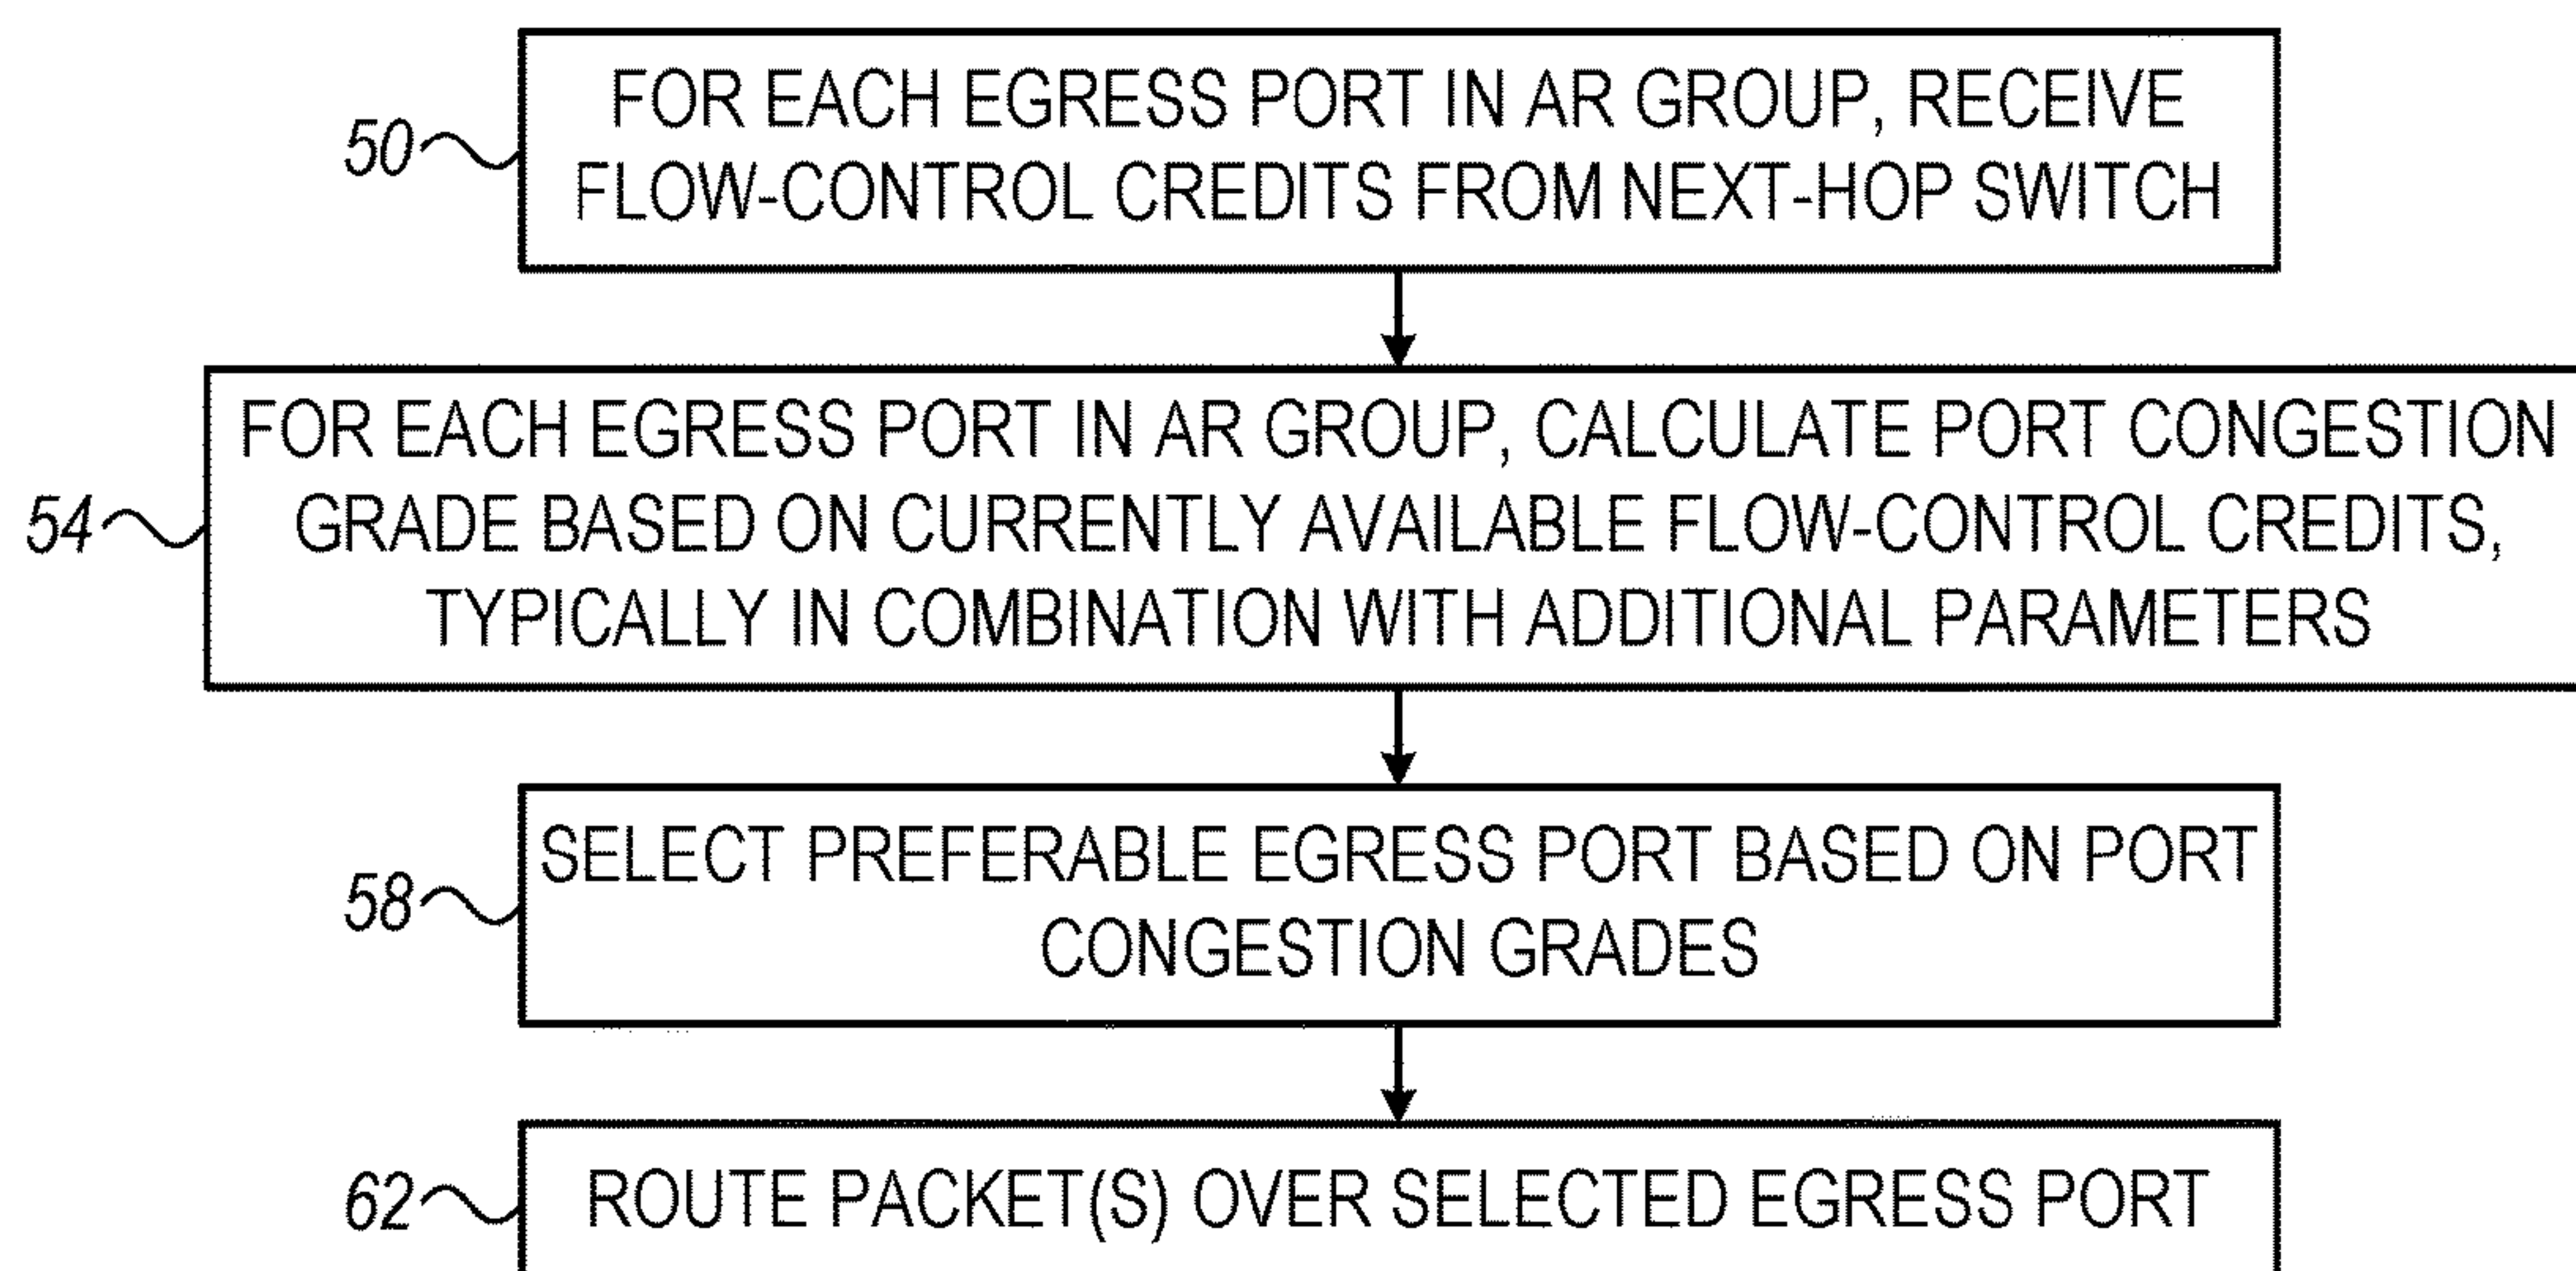 50
FOR EACH EGRESS PORT IN AR GROUP, RECEIVE
FLOW-CONTROL CREDITS FROM NEXT-HOP SWITCH
54
FOR EACH EGRESS PORT IN AR GROUP, CALCULATE PORT CONGESTION
GRADE BASED ON CURRENTLY AVAILABLE FLOW-CONTROL CREDITS,
TYPICALLY IN COMBINATION WITH ADDITIONAL PARAMETERS
58
SELECT PREFERABLE EGRESS PORT BASED ON PORT
CONGESTION GRADES
62
ROUTE PACKET(S) OVER SELECTED EGRESS PORT